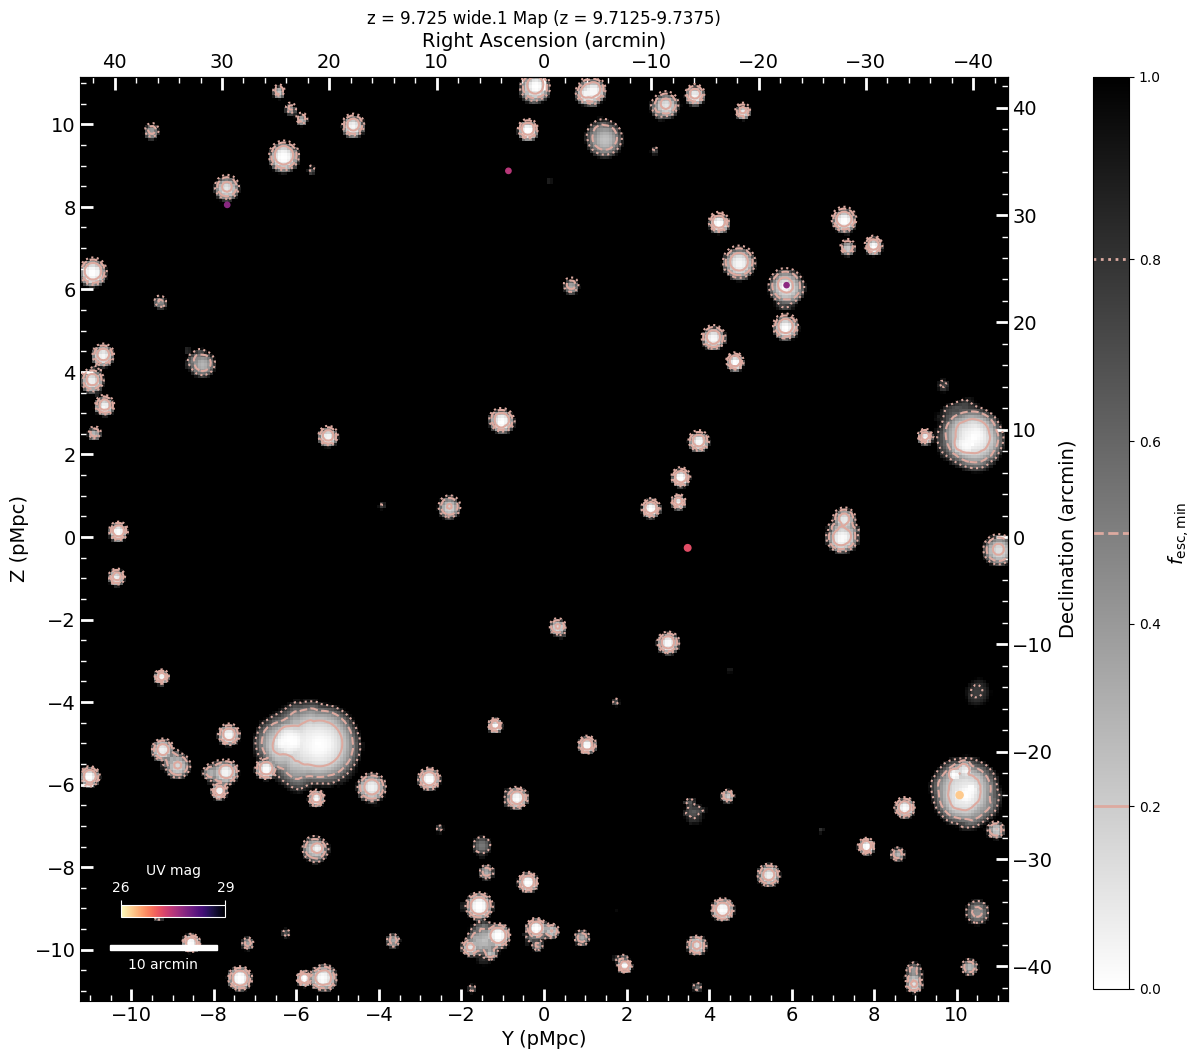 z = 9.725 wide.1 Map (z = 9.7125-9.7375)
Right Ascension (arcmin)
40 30 20 10 0 −10 −20 −30 −40
10
8
6
4
2
0
−2
−4
−6
−8
−10
Z (pMpc)
40
30
20
10
0
−10
−20
−30
−40
Declination (arcmin)
1.0
0.8
0.6
0.4
0.2
0.0
fesc,min
UV mag
26 29
10 arcmin
−10 −8 −6 −4 −2 0 2 4 6 8 10
Y (pMpc)